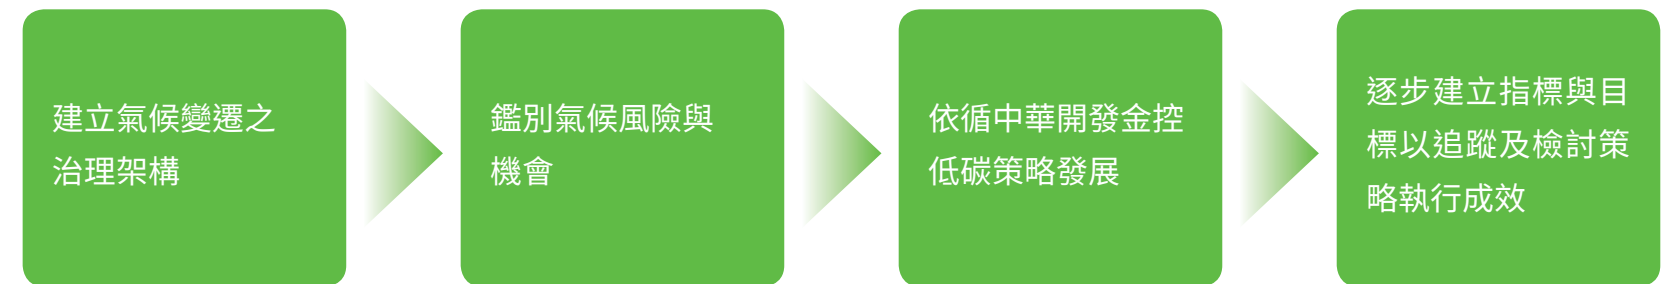 建立氣候變遷之
治理架構
鑑別氣候風險與
機會
依循中華開發金控
低碳策略發展
逐步建立指標與目
標以追蹤及檢討策
略執行成效